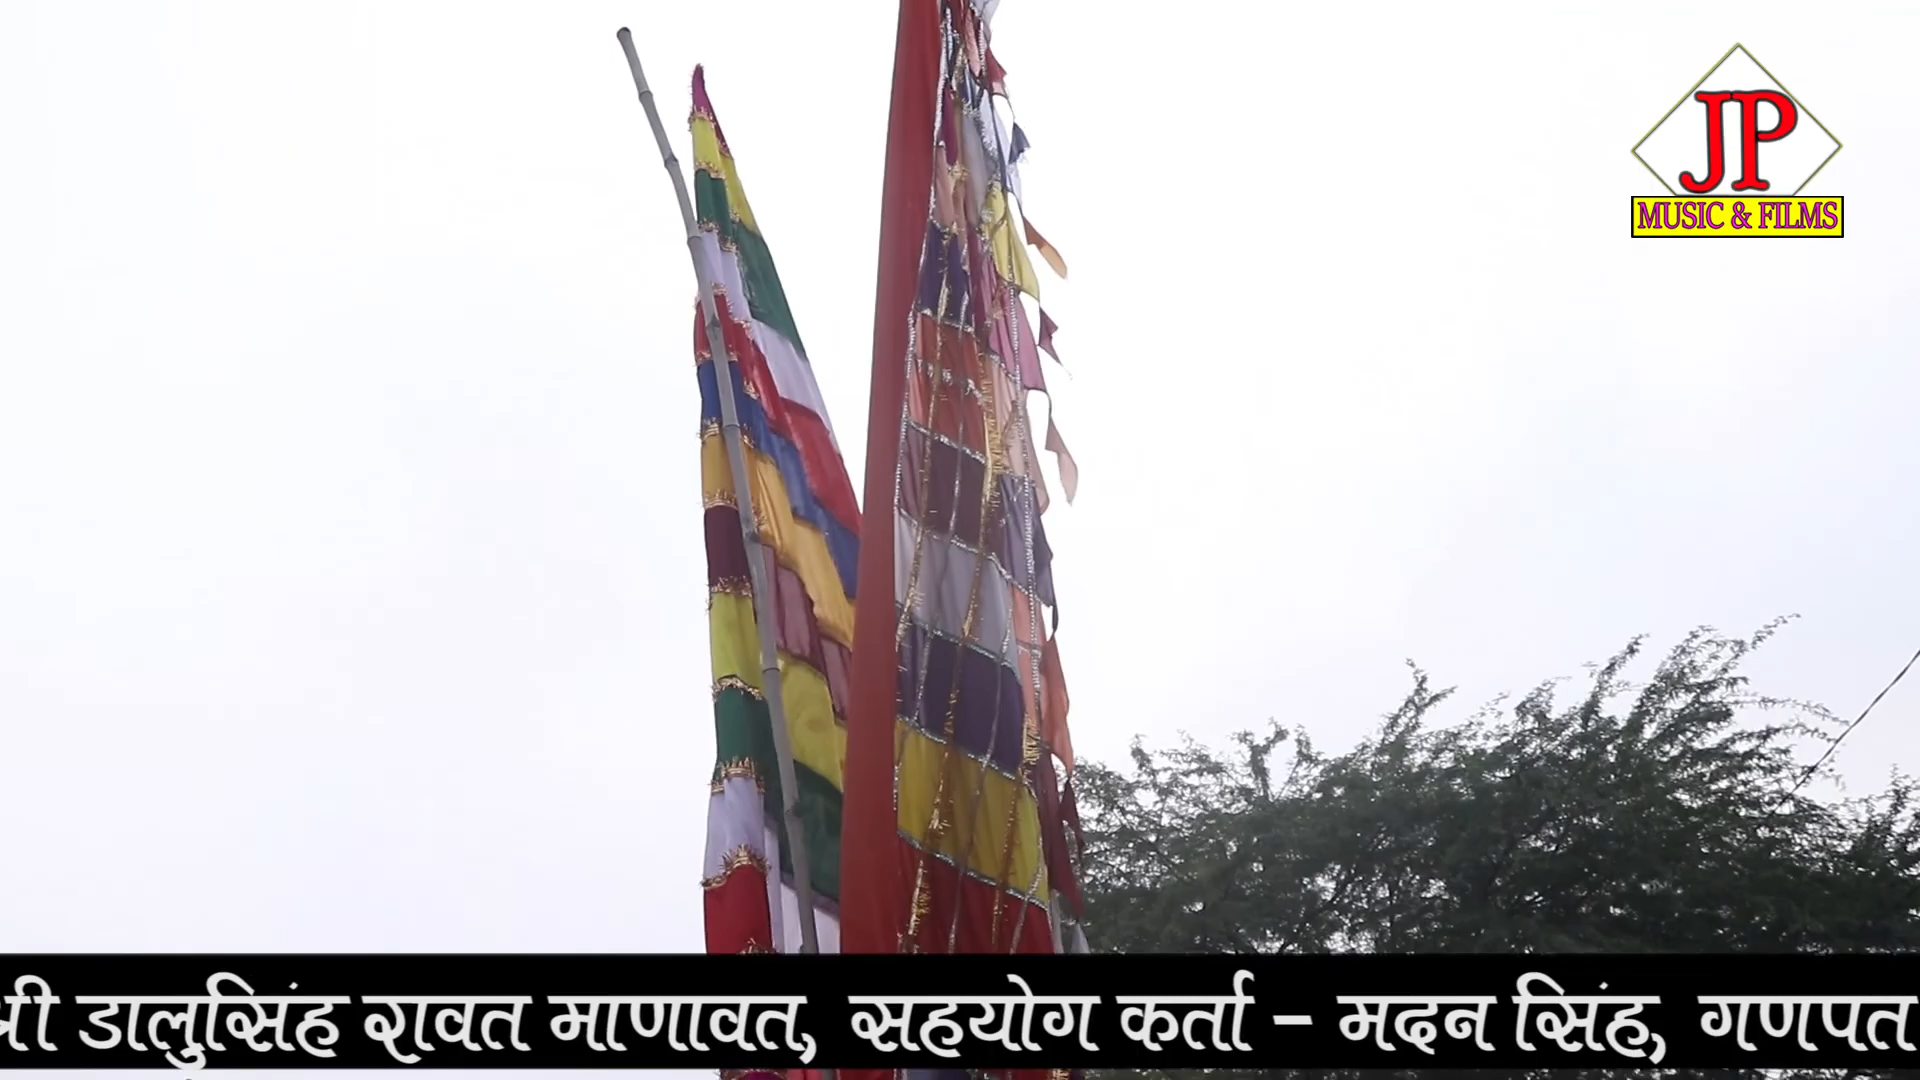 JP
MUSIC & FILMS
श्री डालुसिंह रावत माणावत, सहयोग कर्ता – मदन सिंह, गणपत